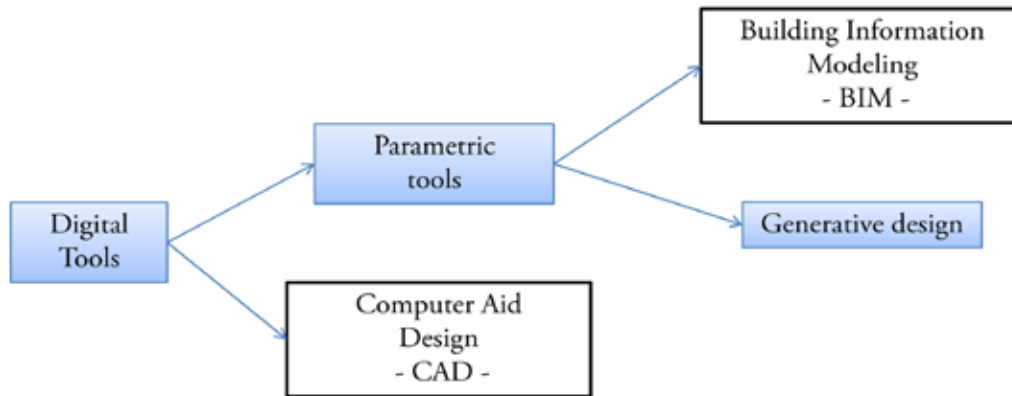 Building Information
Modeling
- BIM -
Parametric
tools
Digital
Tools
Generative design
Computer Aid
Design
- CAD -